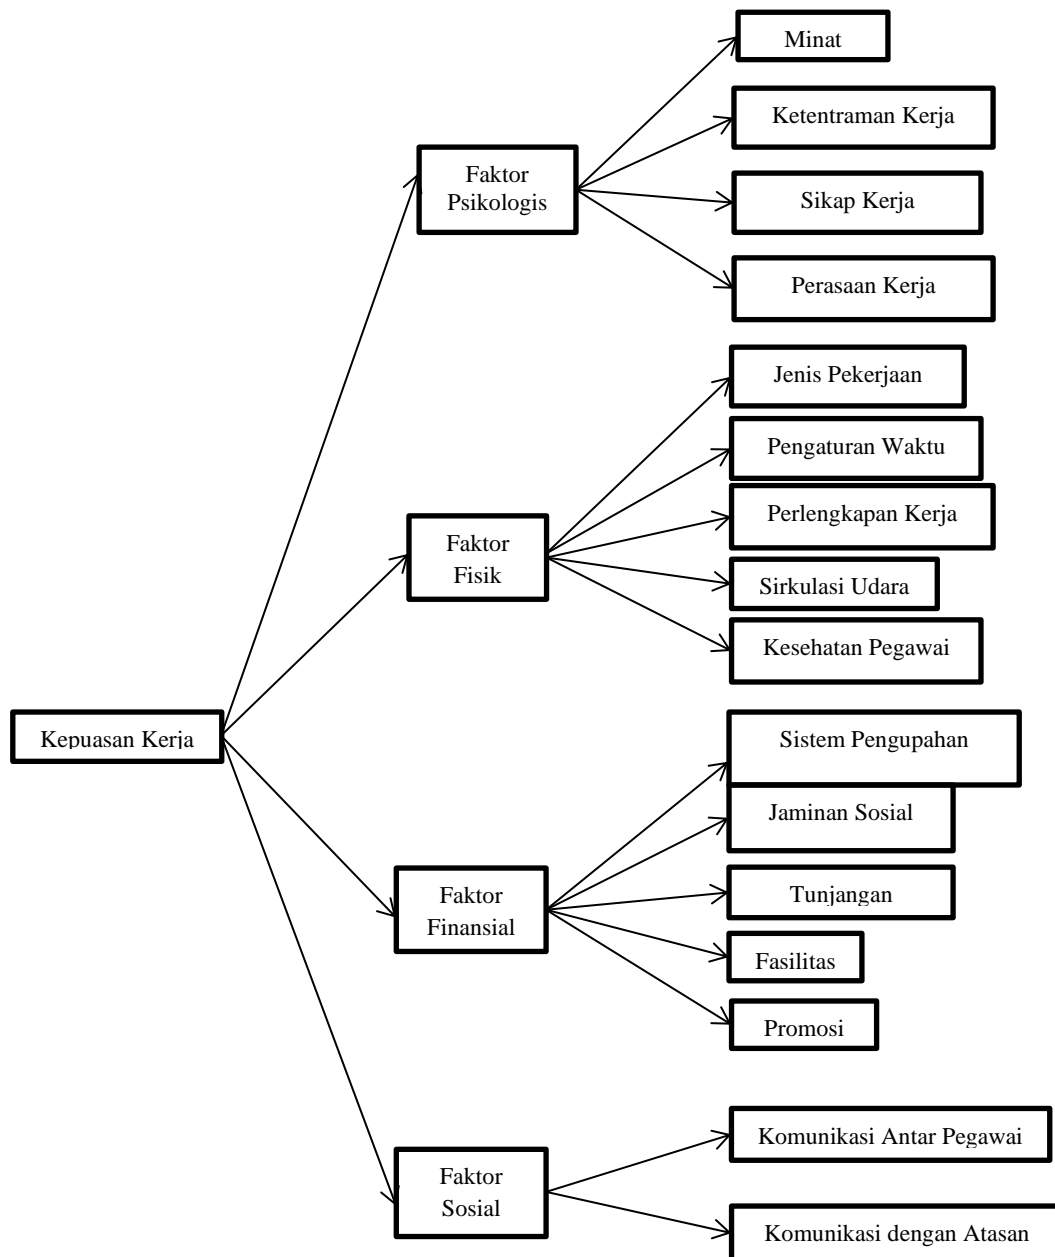 Minat
Ketentraman Kerja
Faktor
Psikologis
Sikap Kerja
Perasaan Kerja
Jenis Pekerjaan
Pengaturan Waktu
Perlengkapan Kerja
Faktor
Fisik
Sirkulasi Udara
Kesehatan Pegawai
Kepuasan Kerja
Sistem Pengupahan
Jaminan Sosial
Tunjangan
Faktor
Finansial
Fasilitas
Promosi
Komunikasi Antar Pegawai
Faktor
Sosial
Komunikasi dengan Atasan